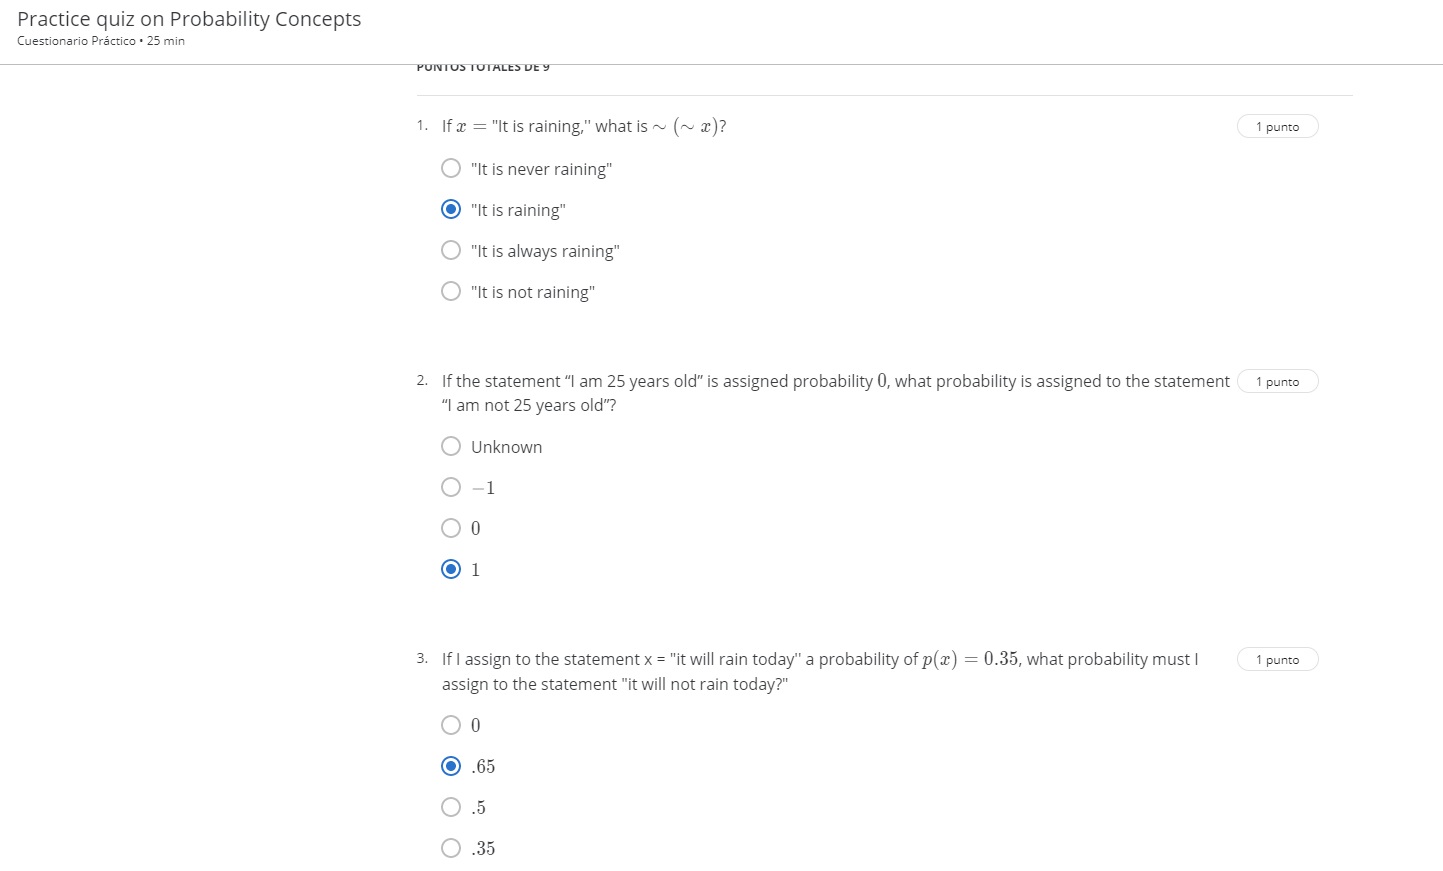 Practice quiz on Probability Concepts
Cuestionario Práctico • 25 min
PUNTOS TOTALES DE 9
1. If x = "It is raining," what is ∼ (∼ x)?
1 punto
"It is never raining"
"It is raining"
"It is always raining"
"It is not raining"
2. If the statement “I am 25 years old” is assigned probability 0, what probability is assigned to the statement
1 punto
“I am not 25 years old”?
Unknown
−1
0
1
3. If I assign to the statement x = "it will rain today" a probability of p(x) = 0.35, what probability must I
1 punto
assign to the statement "it will not rain today?"
0
.65
.5
.35